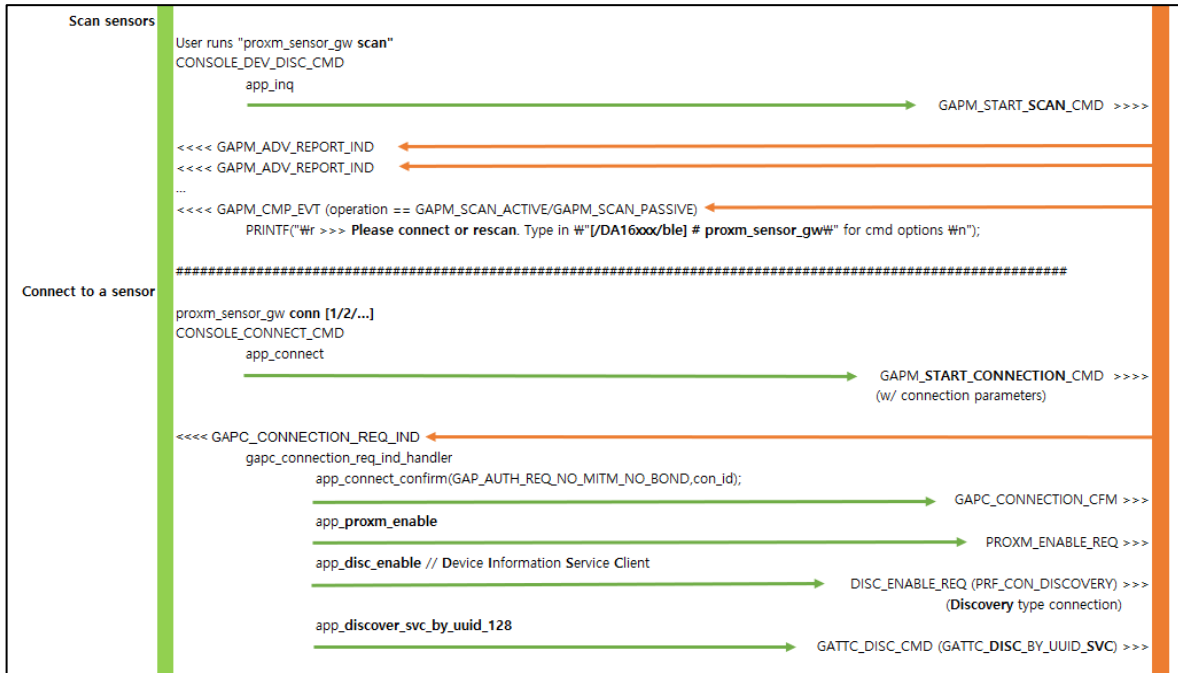 Scan sensors
User runs "proxm_sensor_gw scan"
CONSOLE_DEV_DISC_CMD
app_inq
GAPM_START_SCAN_CMD >>>>
<<<< GAPM_ADV_REPORT_IND
<<<< GAPM_ADV_REPORT_IND
...
<<<< GAPM_CMP_EVT (operation == GAPM_SCAN_ACTIVE/GAPM_SCAN_PASSIVE)
PRINTF("₩r >>> Please connect or rescan. Type in ₩"[/DA16xxx/ble] # proxm_sensor_gw₩" for cmd options ₩n");
###############################################################################################################
Connect to a sensor
proxm_sensor_gw conn [1/2/...]
CONSOLE_CONNECT_CMD
app_connect
GAPM_START_CONNECTION_CMD >>>>
(w/ connection parameters)
<<<< GAPC_CONNECTION_REQ_IND
gapc_connection_req_ind_handler
app_connect_confirm(GAP_AUTH_REQ_NO_MITM_NO_BOND,con_id);
GAPC_CONNECTION_CFM >>>
app_proxm_enable
PROXM_ENABLE_REQ >>>
app_disc_enable // Device Information Service Client
DISC_ENABLE_REQ (PRF_CON_DISCOVERY) >>>
(Discovery type connection)
app_discover_svc_by_uuid_128
GATTC_DISC_CMD (GATTC_DISC_BY_UUID_SVC) >>>